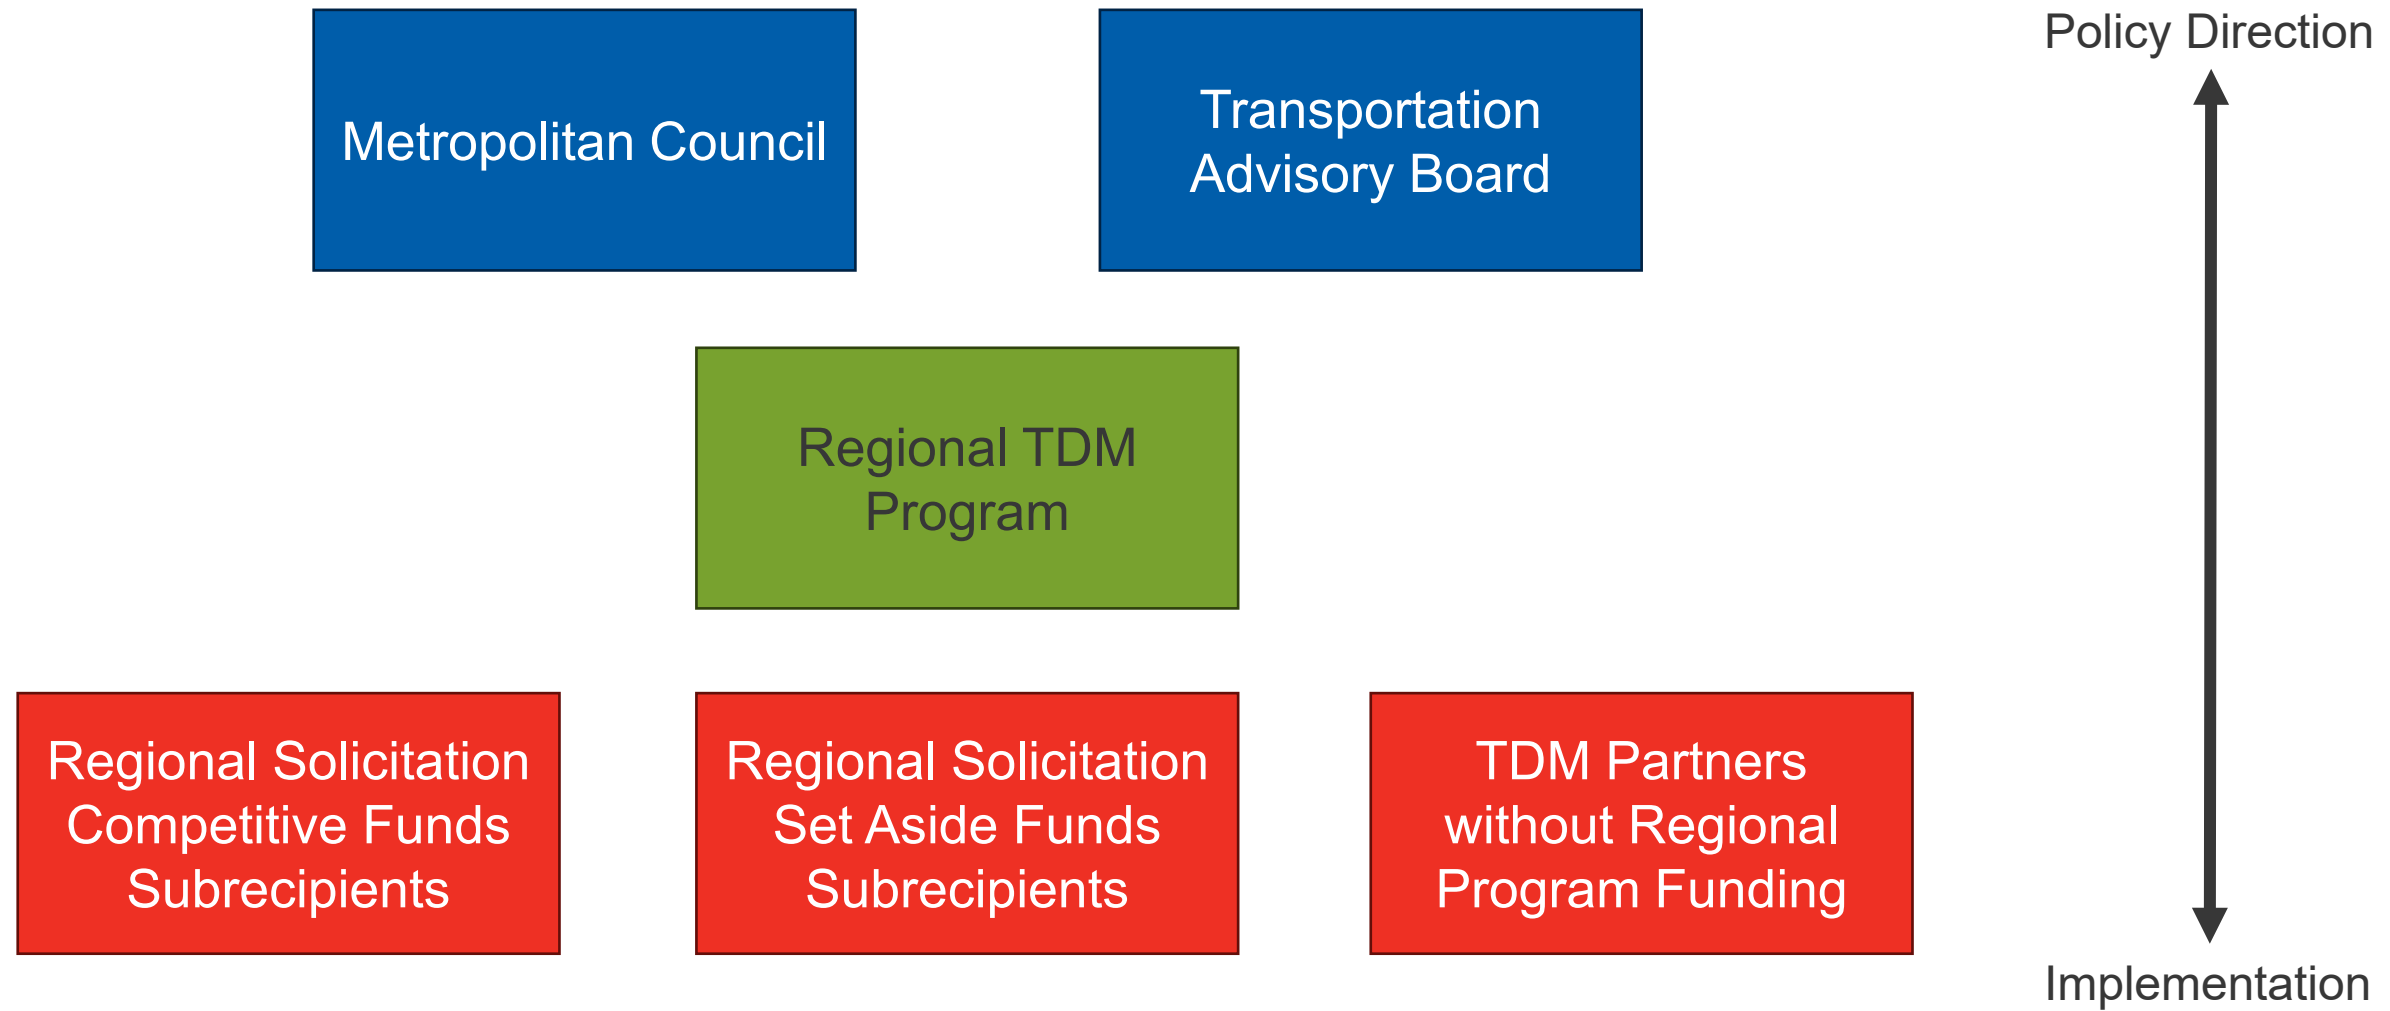 Policy Direction
Metropolitan Council
Transportation
Advisory Board
Regional TDM
Program
Regional Solicitation
Competitive Funds
Subrecipients
Regional Solicitation
Set Aside Funds
Subrecipients
TDM Partners
without Regional
Program Funding
Implementation